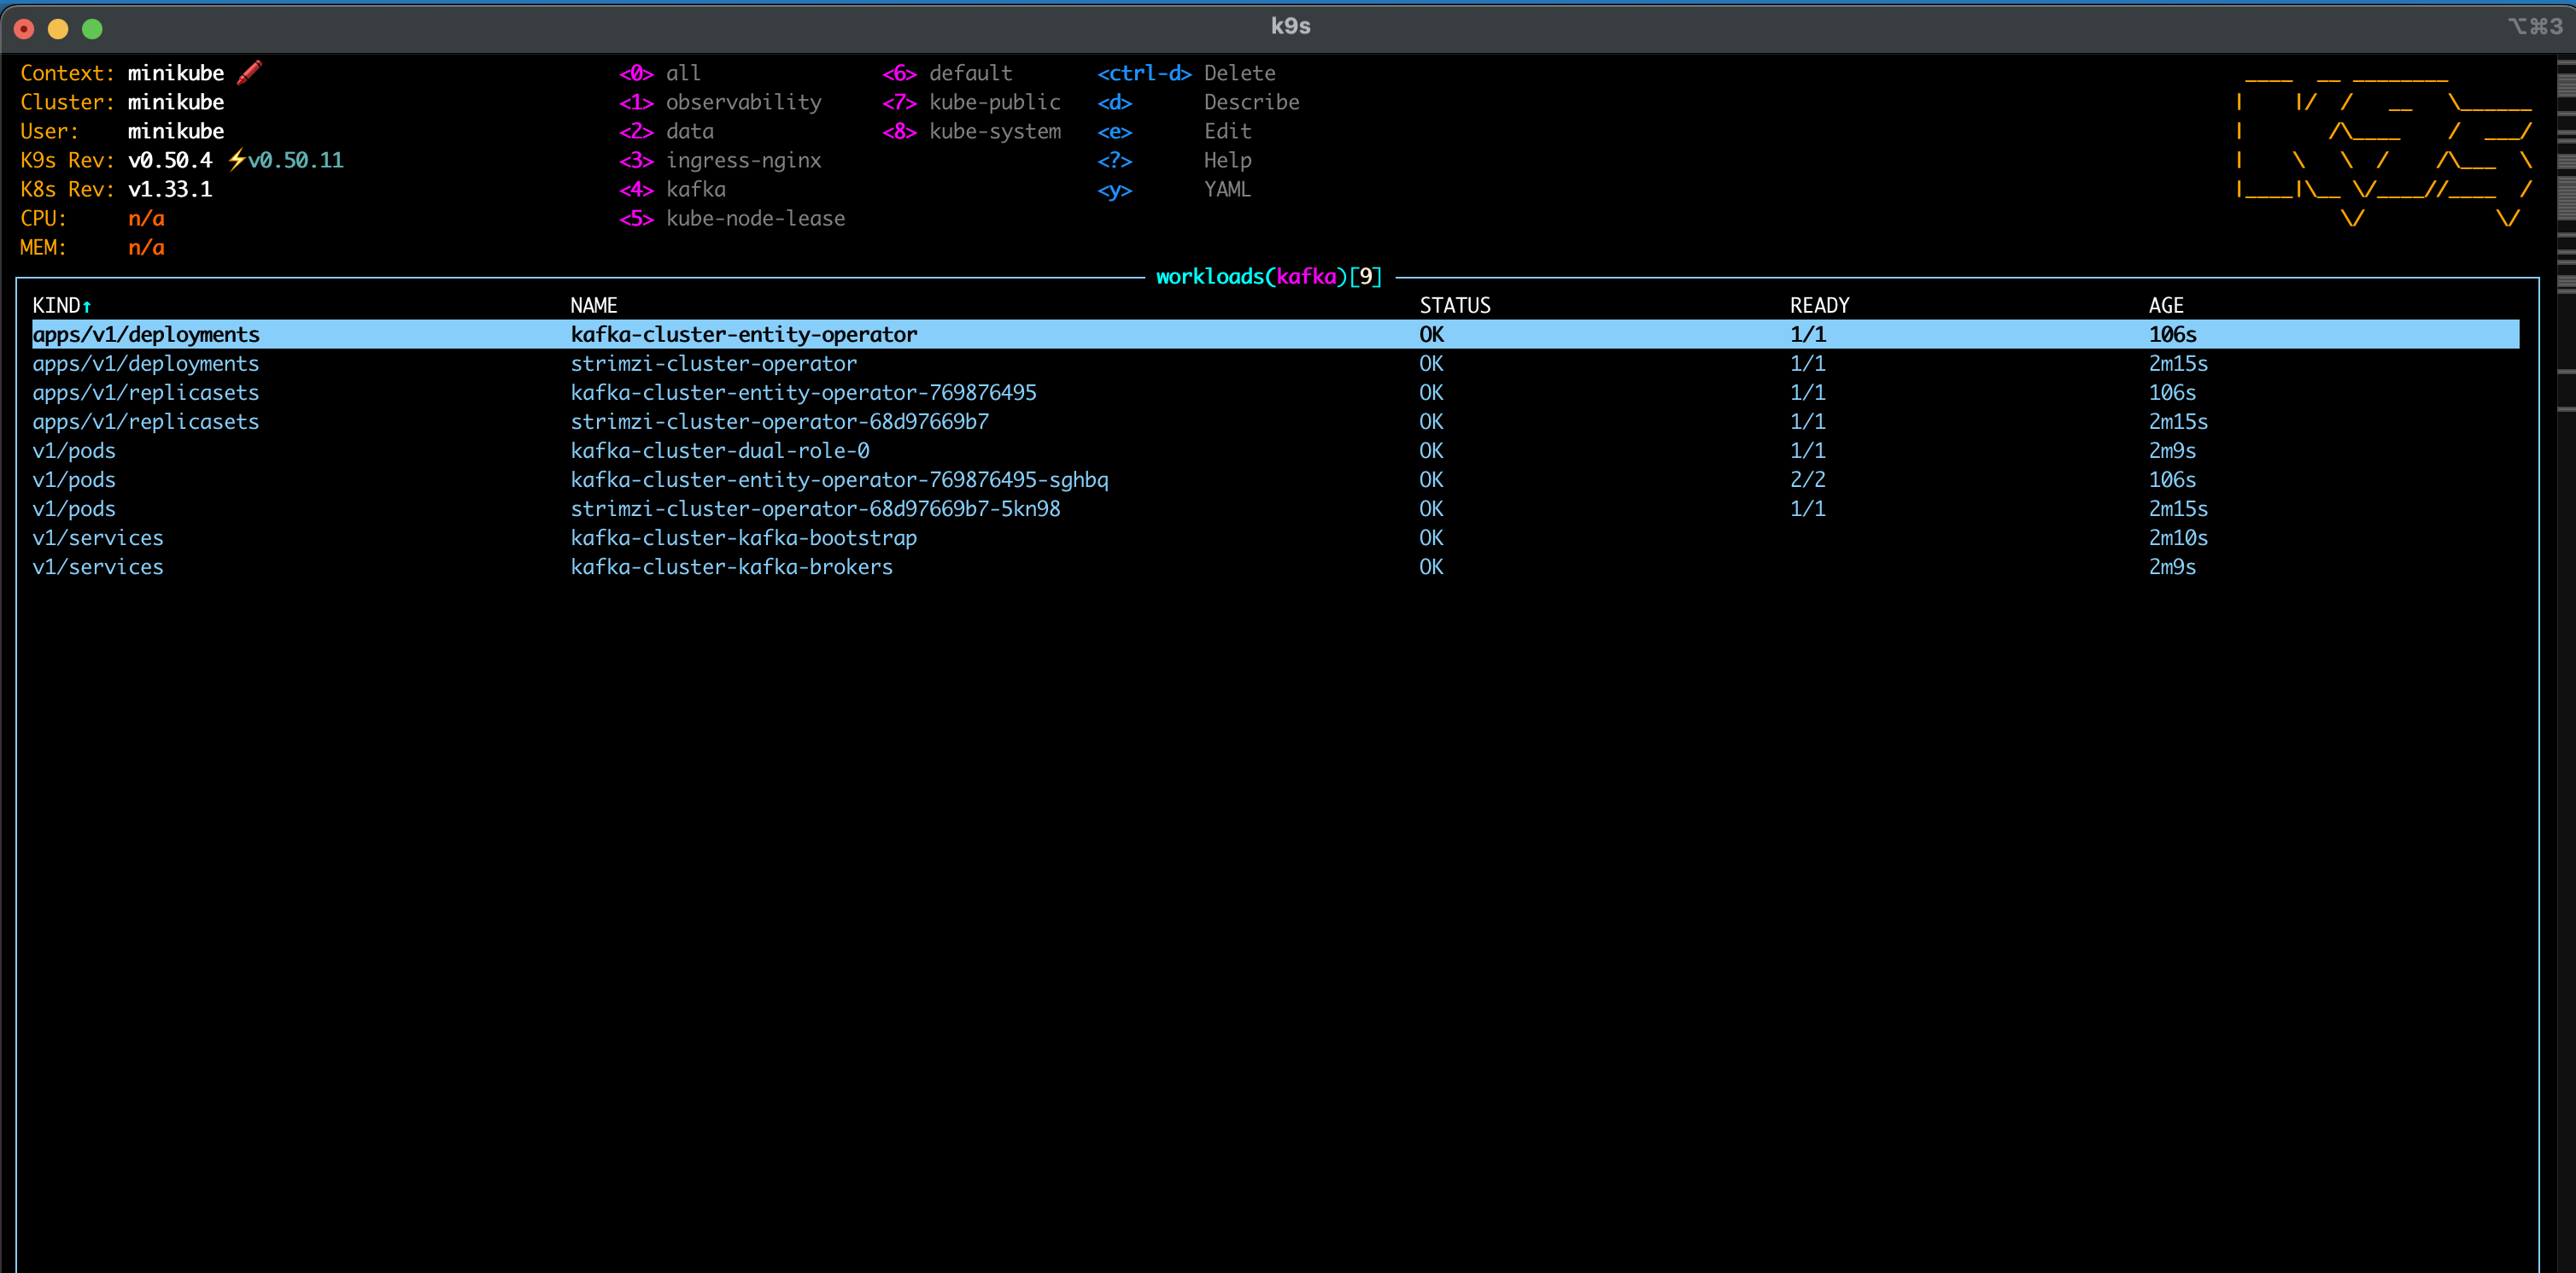 k9s ⌥⌘3
Context: minikube
Cluster: minikube
User: minikube
K9s Rev: v0.50.4 ⚡v0.50.11
K8s Rev: v1.33.1
CPU: n/a
MEM: n/a
<0> all
<1> observability
<2> data
<3> ingress-nginx
<4> kafka
<5> kube-node-lease
<6> default
<7> kube-public
<8> kube-system
<ctrl-d> Delete
<d> Describe
<e> Edit
<?> Help
<y> YAML
workloads(kafka)[9]
KIND↑ NAME STATUS READY AGE
apps/v1/deployments kafka-cluster-entity-operator OK 1/1 106s
apps/v1/deployments strimzi-cluster-operator OK 1/1 2m15s
apps/v1/replicasets kafka-cluster-entity-operator-769876495 OK 1/1 106s
apps/v1/replicasets strimzi-cluster-operator-68d97669b7 OK 1/1 2m15s
v1/pods kafka-cluster-dual-role-0 OK 1/1 2m9s
v1/pods kafka-cluster-entity-operator-769876495-sghbq OK 2/2 106s
v1/pods strimzi-cluster-operator-68d97669b7-5kn98 OK 1/1 2m15s
v1/services kafka-cluster-kafka-bootstrap OK 2m10s
v1/services kafka-cluster-kafka-brokers OK 2m9s